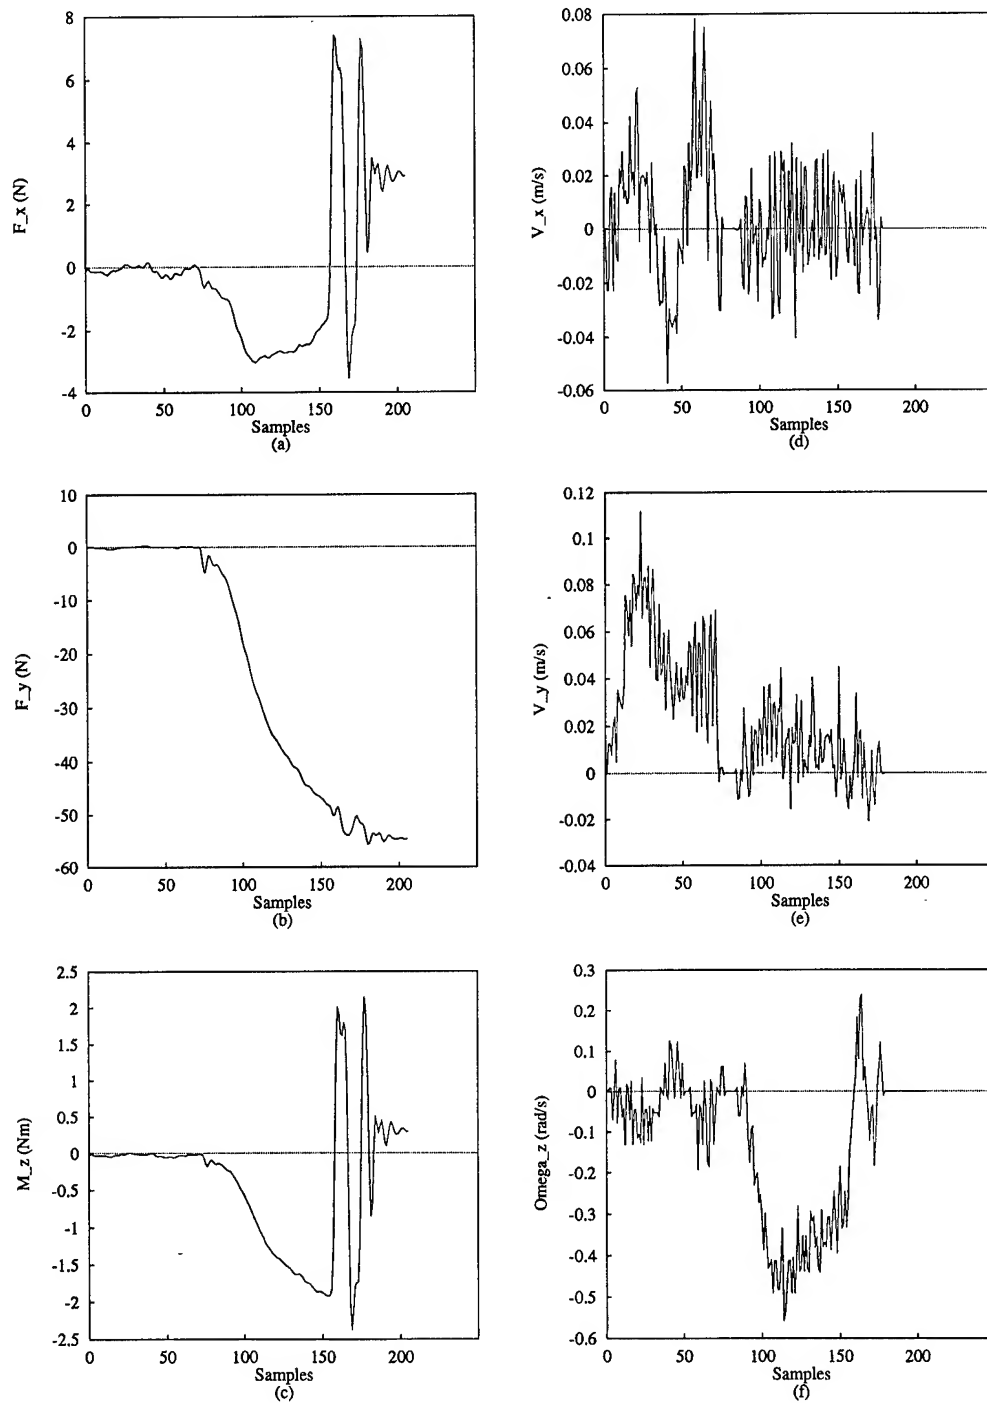 8
6
4
2
0
-2
-4
F_x (N)
0 50 100 150 200
Samples
(a)
0.08
0.06
0.04
0.02
0
-0.02
-0.04
-0.06
V_x (m/s)
0 50 100 150 200
Samples
(d)
10
0
-10
-20
-30
-40
-50
-60
F_y (N)
0 50 100 150 200
Samples
(b)
0.12
0.1
0.08
0.06
0.04
0.02
0
-0.02
-0.04
V_y (m/s)
0 50 100 150 200
Samples
(e)
2.5
2
1.5
1
0.5
0
-0.5
-1
-1.5
-2
-2.5
M_z (Nm)
0 50 100 150 200
Samples
(c)
0.3
0.2
0.1
0
-0.1
-0.2
-0.3
-0.4
-0.5
-0.6
Omega_z (rad/s)
0 50 100 150 200
Samples
(f)